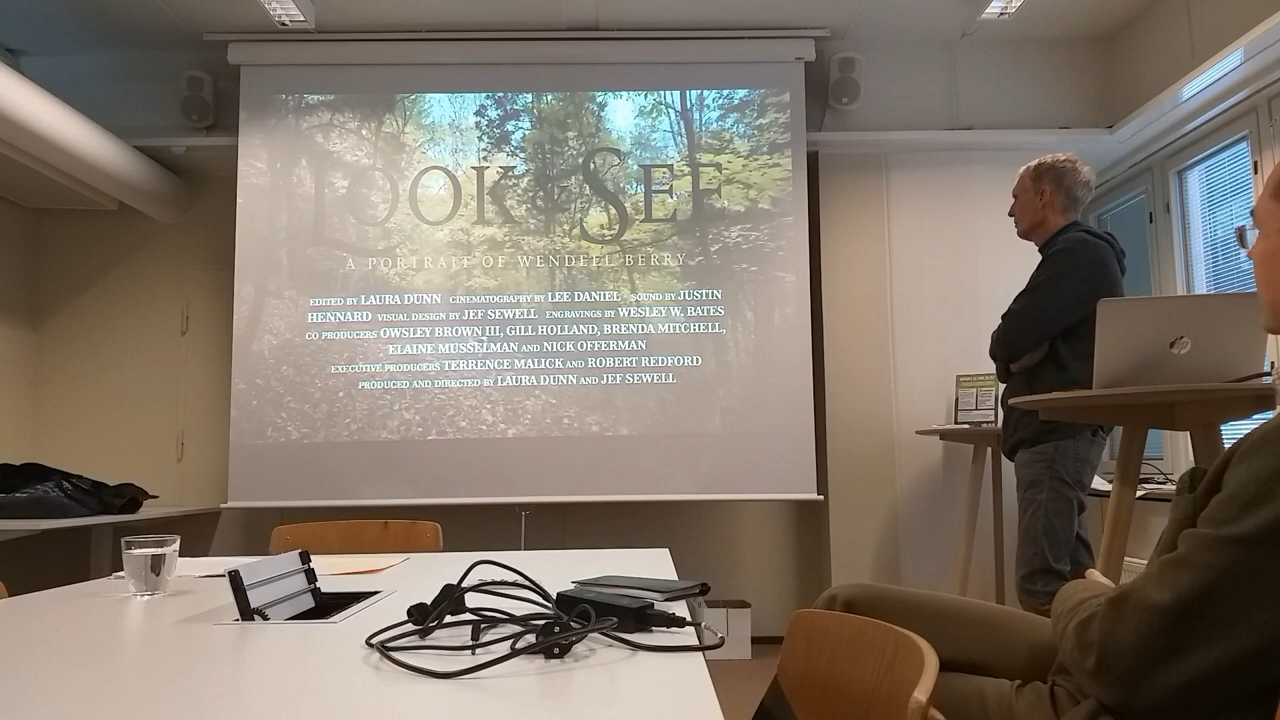 LOOK & SEE
A PORTRAIT OF WENDELL BERRY
EDITED BY LAURA DUNN CINEMATOGRAPHY BY LEE DANIEL SOUND BY JUSTIN
HENNARD VISUAL DESIGN BY JEF SEWELL ENGRAVINGS BY WESLEY W. BATES
CO PRODUCERS OWSLEY BROWN III, GILL HOLLAND, BRENDA MITCHELL,
ELAINE MUSSELMAN AND NICK OFFERMAN
EXECUTIVE PRODUCERS TERRENCE MALICK AND ROBERT REDFORD
PRODUCED AND DIRECTED BY LAURA DUNN AND JEF SEWELL
hp